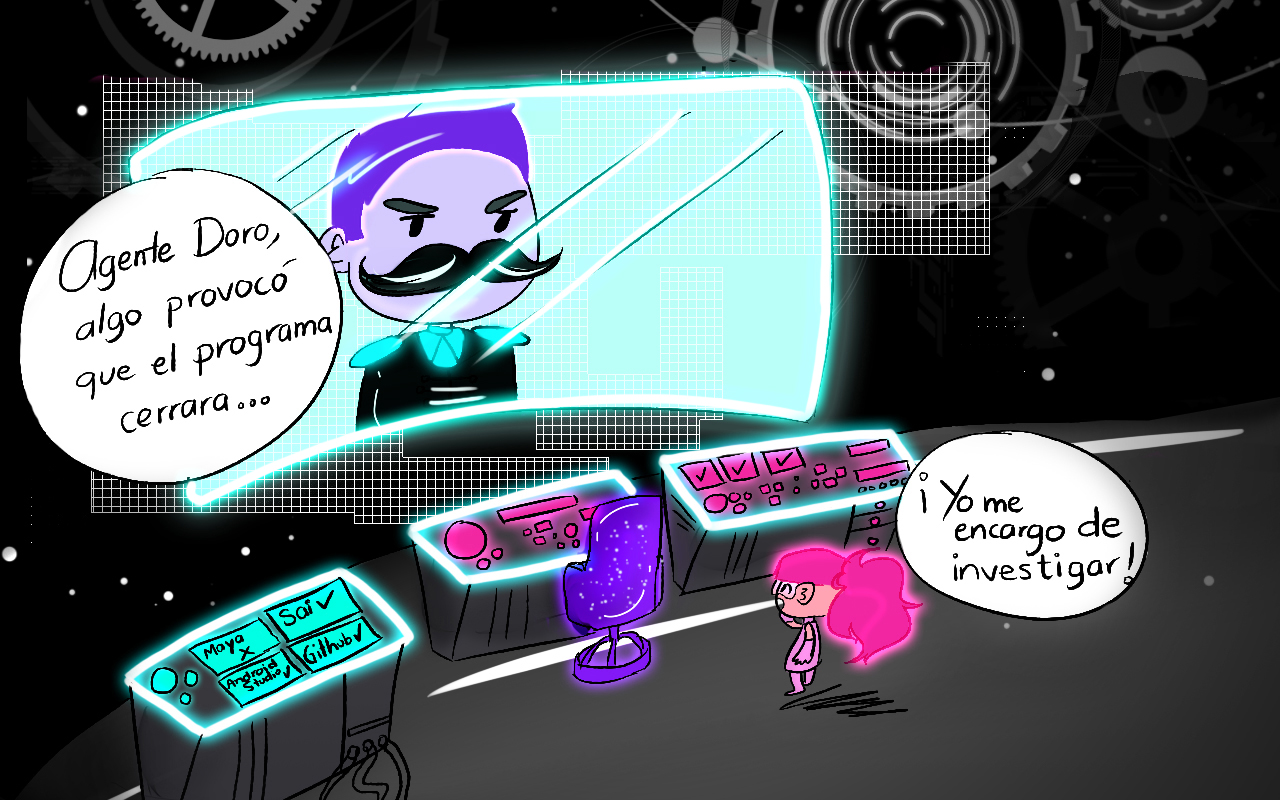 Agente Doro,
algo provocó
que el programa
cerrara...
¡Yo me
encargo de
investigar!
Maya
x
Sai ✓
Android
Studio ✓
Github ✓